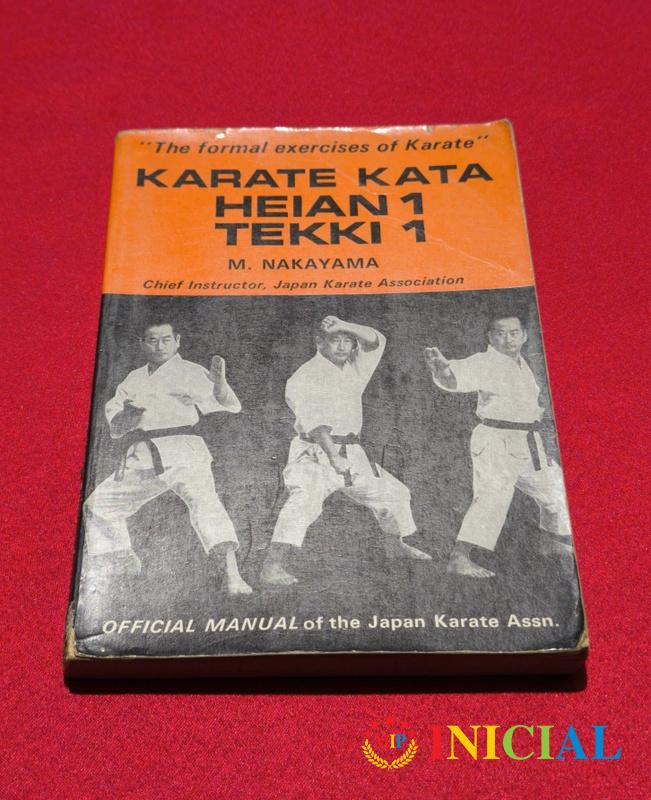 "The formal exercises of Karate"
KARATE KATA
HEIAN 1
TEKKI 1
M. NAKAYAMA
Chief Instructor, Japan Karate Association
OFFICIAL MANUAL of the Japan Karate Assn.
IP INICIAL